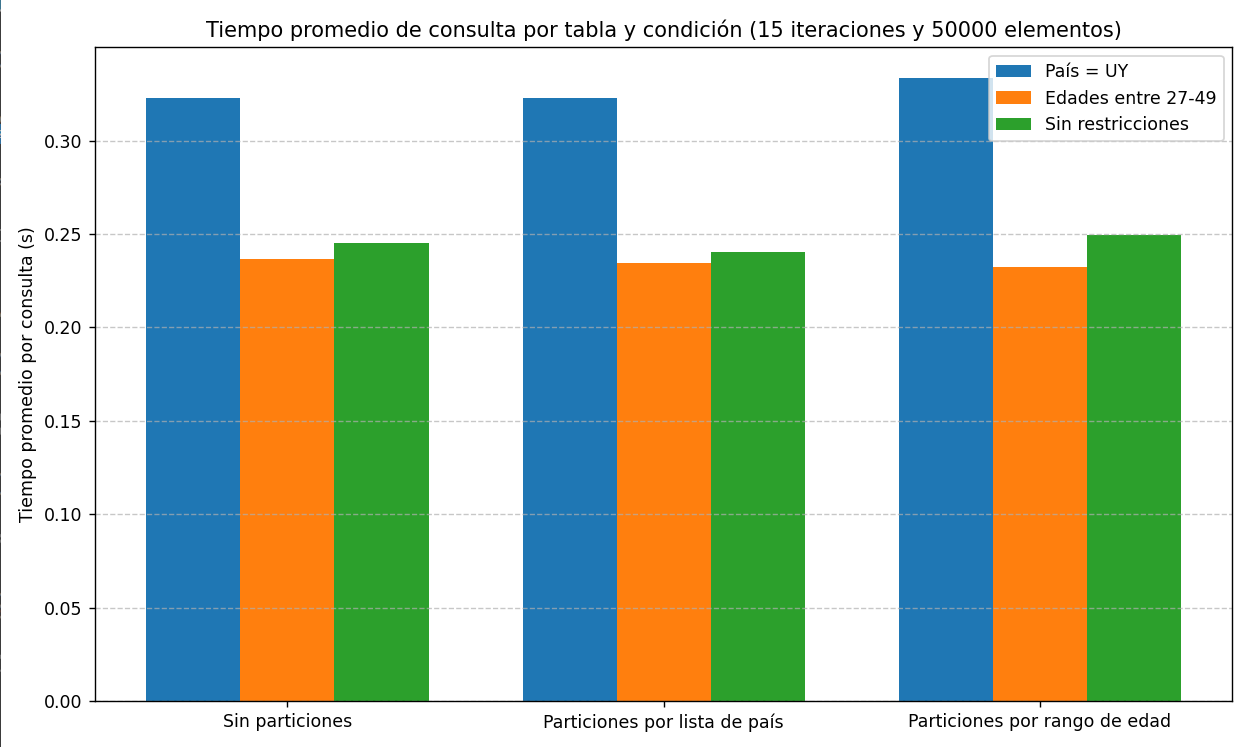 Tiempo promedio de consulta por tabla y condición (15 iteraciones y 50000 elementos)
País = UY
Edades entre 27-49
Sin restricciones
Tiempo promedio por consulta (s)
0.30
0.25
0.20
0.15
0.10
0.05
0.00
Sin particiones
Particiones por lista de país
Particiones por rango de edad